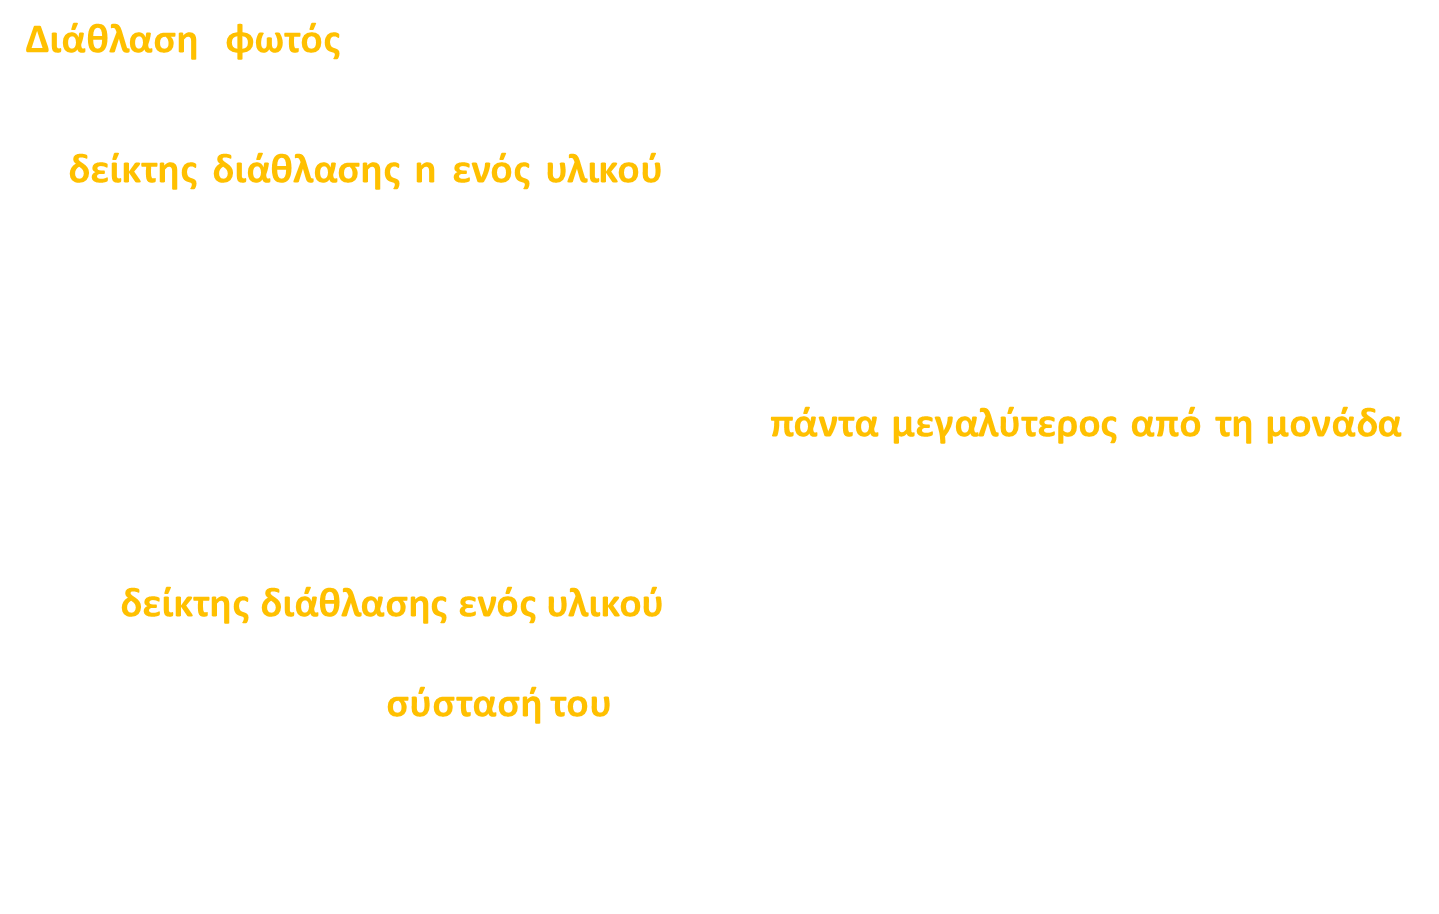 Διάθλαση φωτός
δείκτης διάθλασης n ενός υλικού
πάντα μεγαλύτερος από τη μονάδα
δείκτης διάθλασης ενός υλικού
σύστασή του